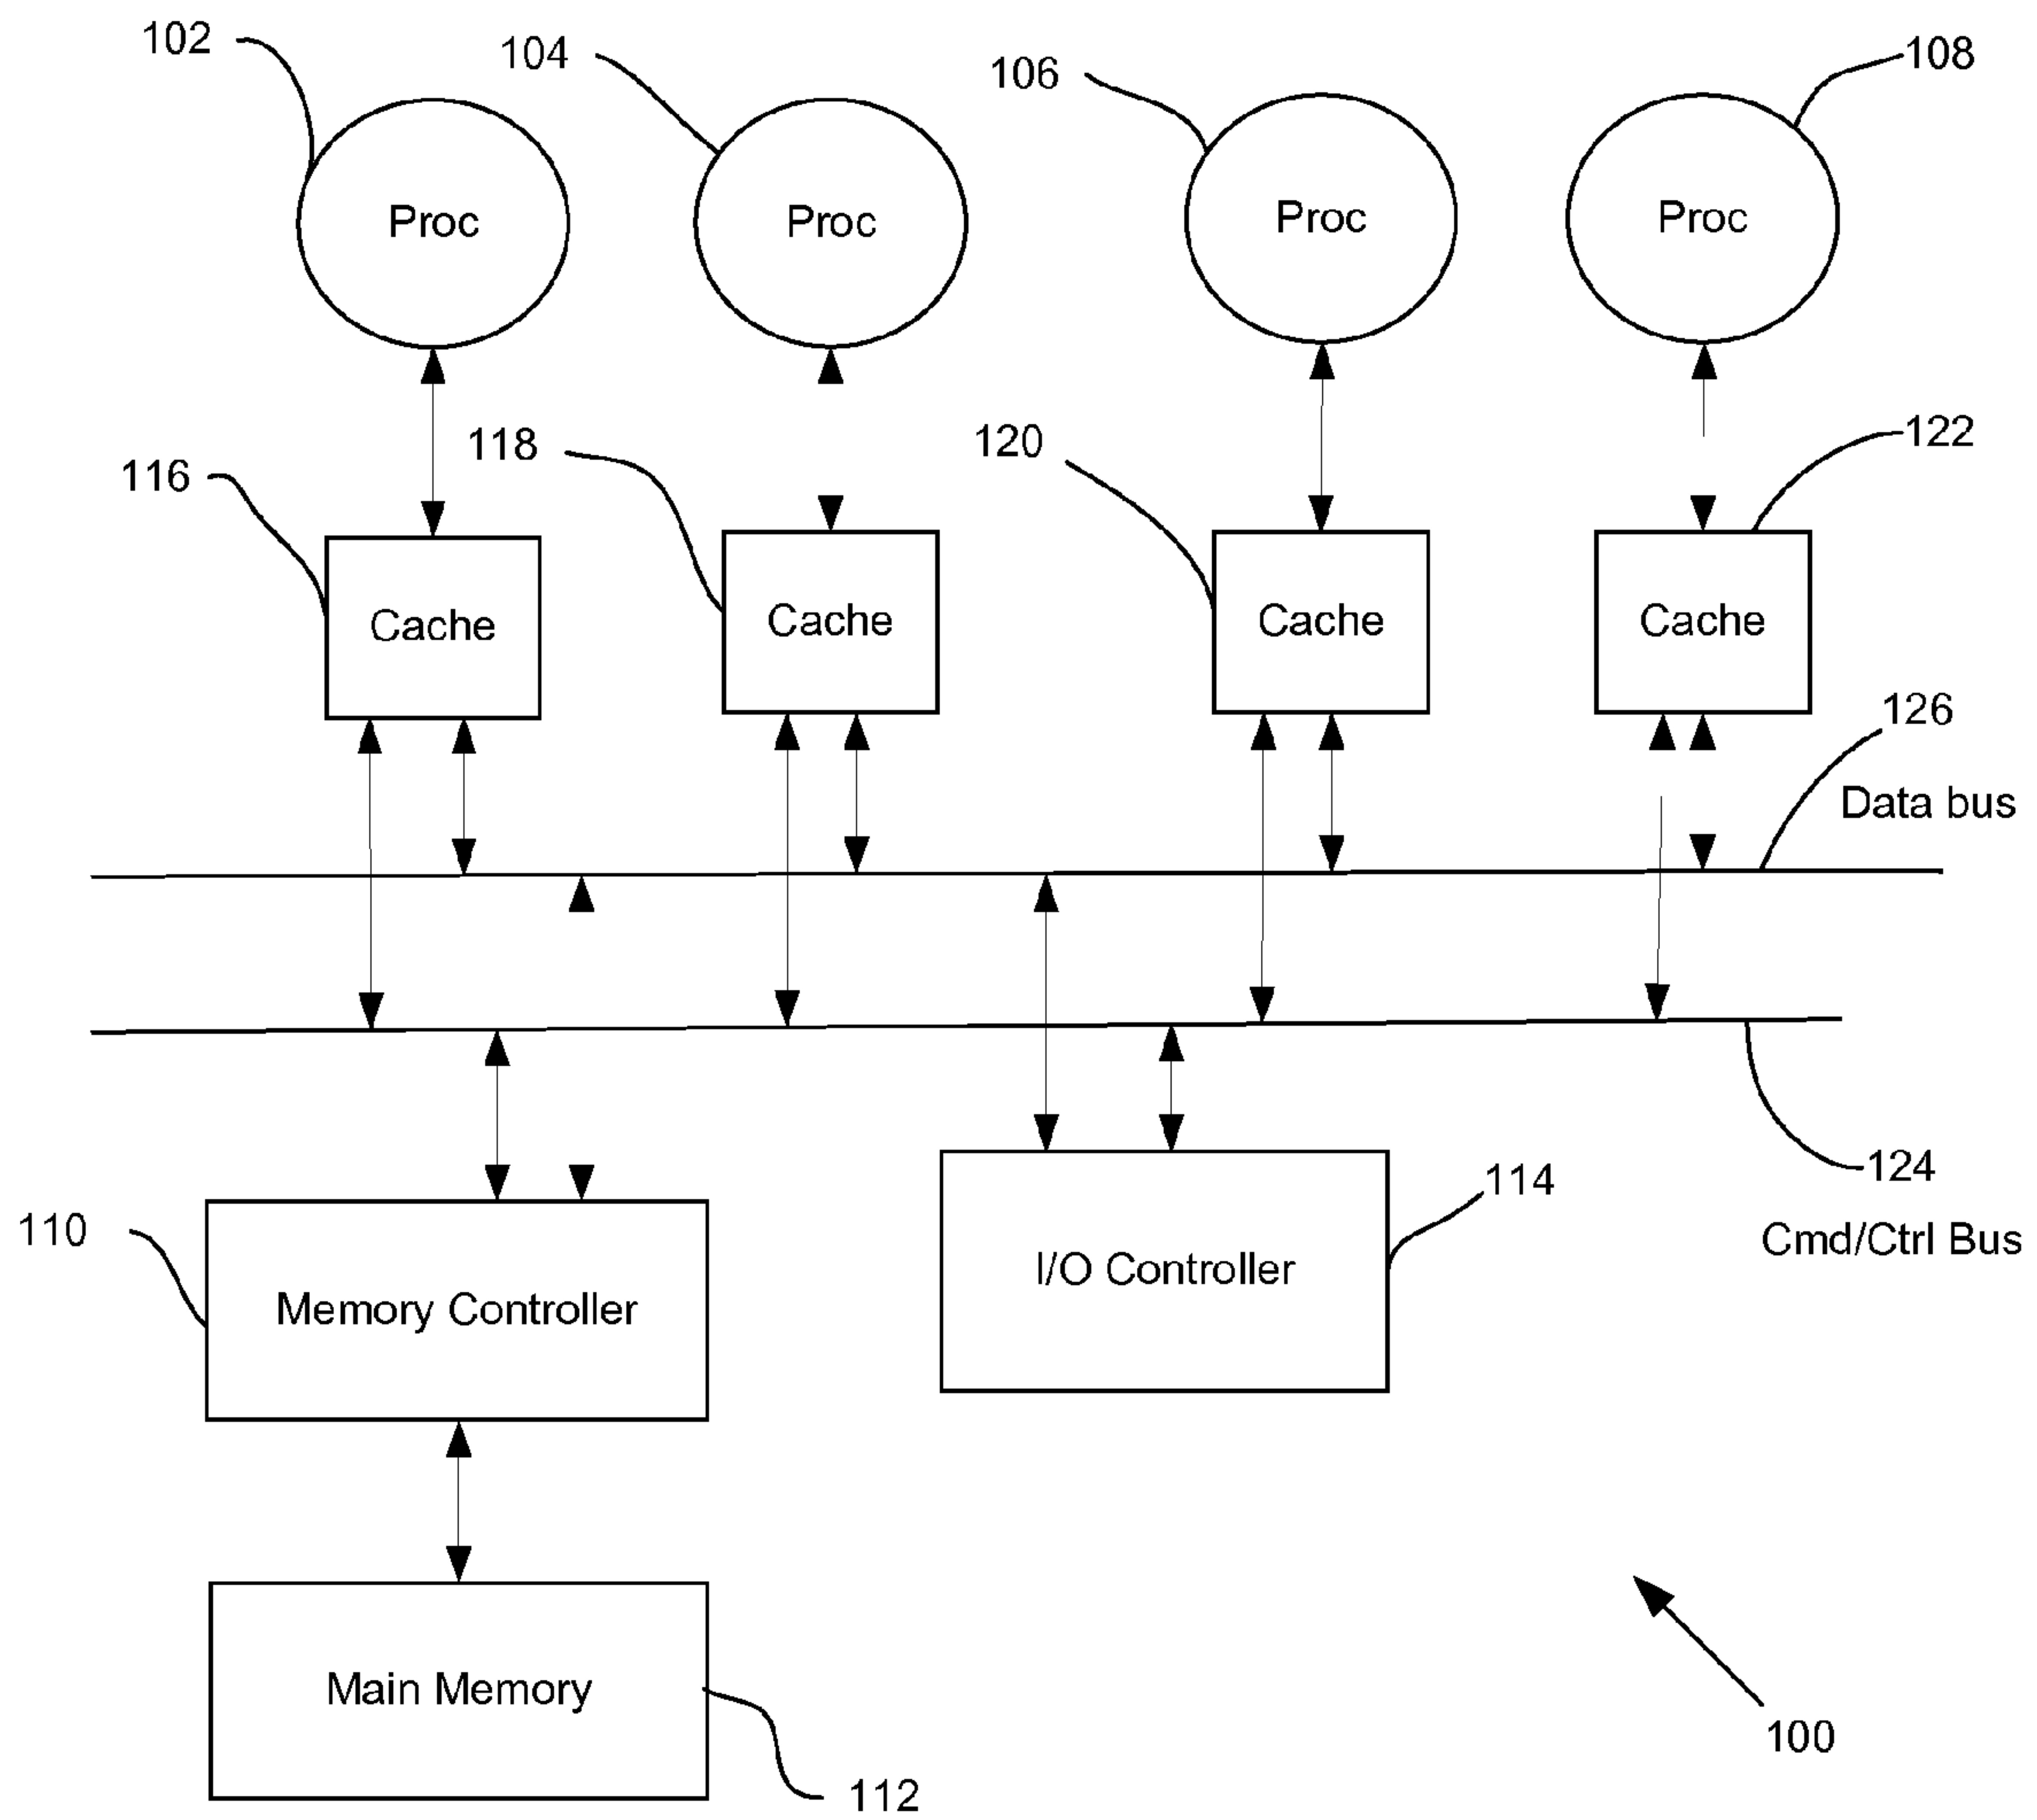 102
104
106
108
Proc
Proc
Proc
Proc
116
118
120
122
Cache
Cache
Cache
Cache
126
Data bus
124
Cmd/Ctrl Bus
110
Memory Controller
114
I/O Controller
Main Memory
112
100